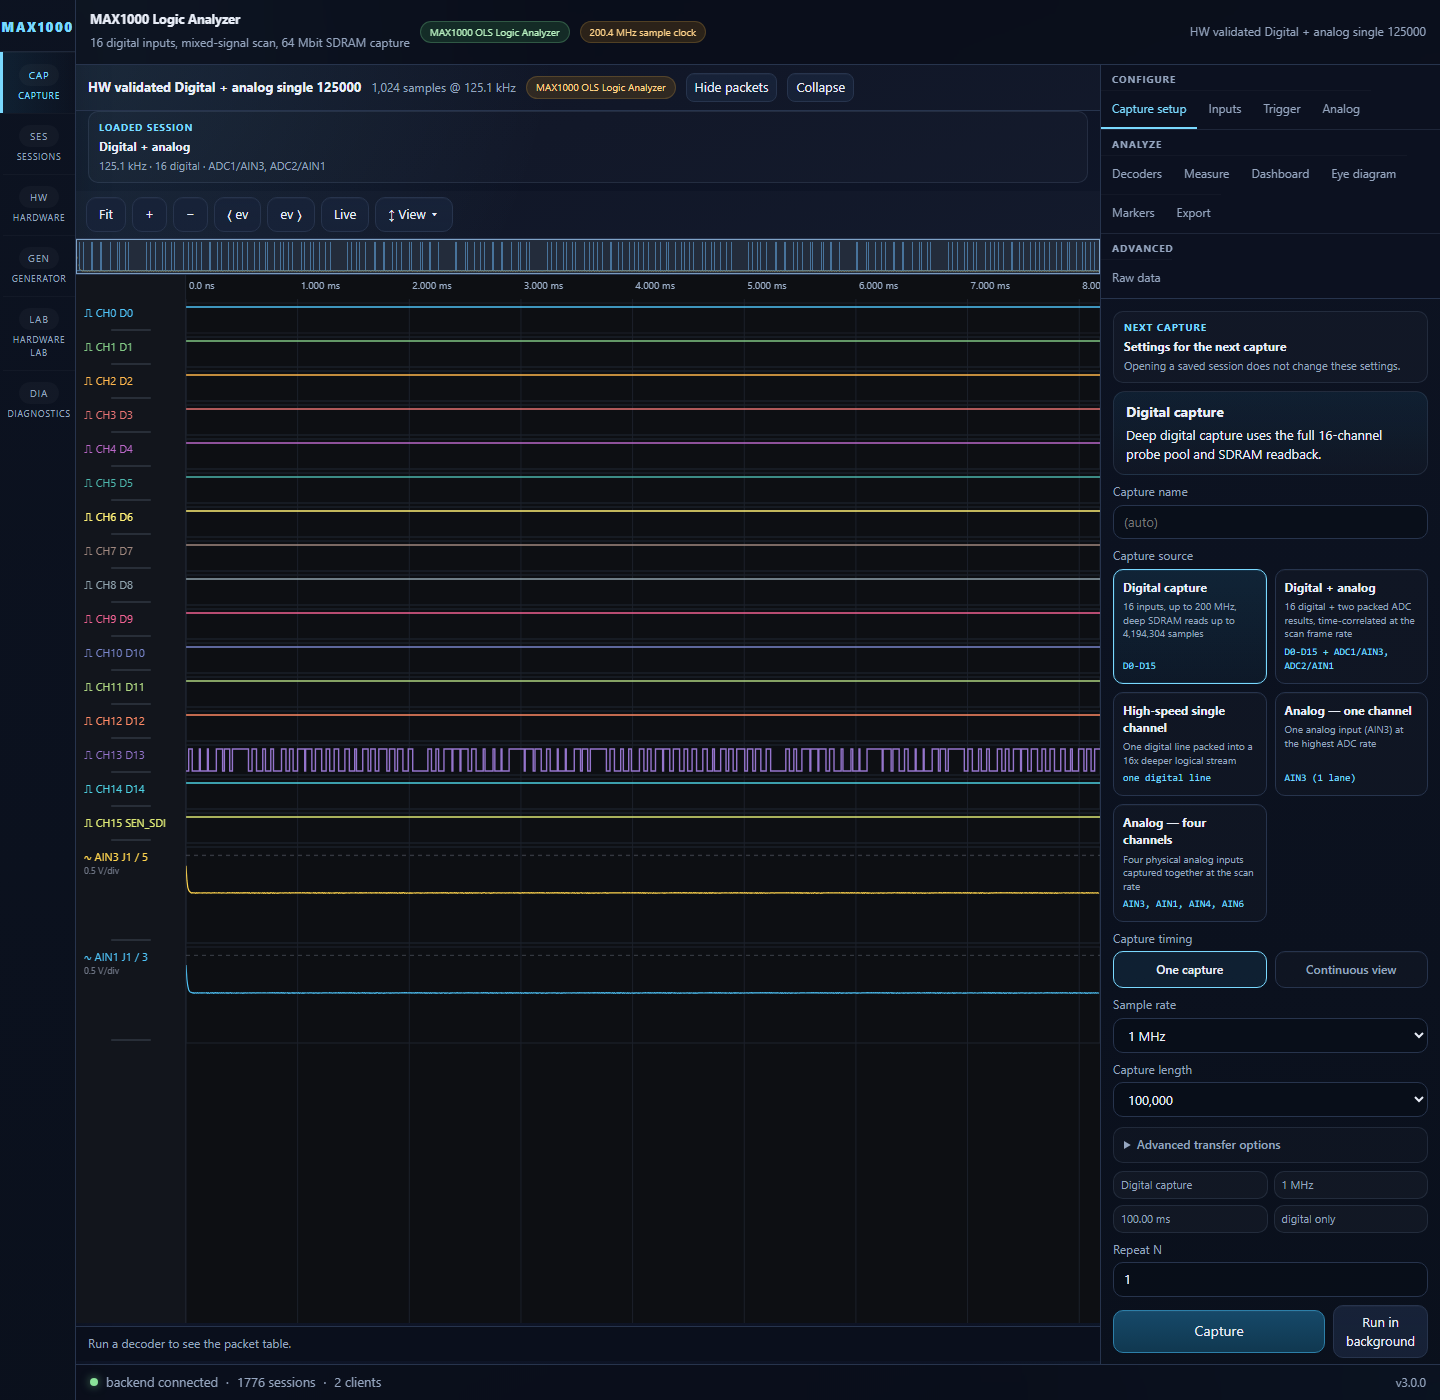 MAX1000
CAP
CAPTURE
SES
SESSIONS
HW
HARDWARE
GEN
GENERATOR
LAB
HARDWARE
LAB
DIA
DIAGNOSTICS
MAX1000 Logic Analyzer
16 digital inputs, mixed-signal scan, 64 Mbit SDRAM capture
MAX1000 OLS Logic Analyzer
200.4 MHz sample clock
HW validated Digital + analog single 125000
HW validated Digital + analog single 125000
1,024 samples @ 125.1 kHz
MAX1000 OLS Logic Analyzer
Hide packets
Collapse
LOADED SESSION
Digital + analog
125.1 kHz · 16 digital · ADC1/AIN3, ADC2/AIN1
Fit
+
−
⟨ ev
ev ⟩
Live
↕ View ▾
0.0 ns
1.000 ms
2.000 ms
3.000 ms
4.000 ms
5.000 ms
6.000 ms
7.000 ms
8.00
CH0 D0
CH1 D1
CH2 D2
CH3 D3
CH4 D4
CH5 D5
CH6 D6
CH7 D7
CH8 D8
CH9 D9
CH10 D10
CH11 D11
CH12 D12
CH13 D13
CH14 D14
CH15 SEN_SDI
∿ AIN3 J1 / 5
0.5 V/div
∿ AIN1 J1 / 3
0.5 V/div
Run a decoder to see the packet table.
CONFIGURE
Capture setup
Inputs
Trigger
Analog
ANALYZE
Decoders
Measure
Dashboard
Eye diagram
Markers
Export
ADVANCED
Raw data
NEXT CAPTURE
Settings for the next capture
Opening a saved session does not change these settings.
Digital capture
Deep digital capture uses the full 16-channel
probe pool and SDRAM readback.
Capture name
(auto)
Capture source
Digital capture
16 inputs, up to 200 MHz,
deep SDRAM reads up to
4,194,304 samples
D0-D15
Digital + analog
16 digital + two packed ADC
results, time-correlated at the
scan frame rate
D0-D15 + ADC1/AIN3,
ADC2/AIN1
High-speed single
channel
One digital line packed into a
16x deeper logical stream
one digital line
Analog — one channel
One analog input (AIN3) at
the highest ADC rate
AIN3 (1 lane)
Analog — four
channels
Four physical analog inputs
captured together at the scan
rate
AIN3, AIN1, AIN4, AIN6
Capture timing
One capture
Continuous view
Sample rate
1 MHz
Capture length
100,000
▶ Advanced transfer options
Digital capture
1 MHz
100.00 ms
digital only
Repeat N
1
Capture
Run in
background
backend connected · 1776 sessions · 2 clients
v3.0.0